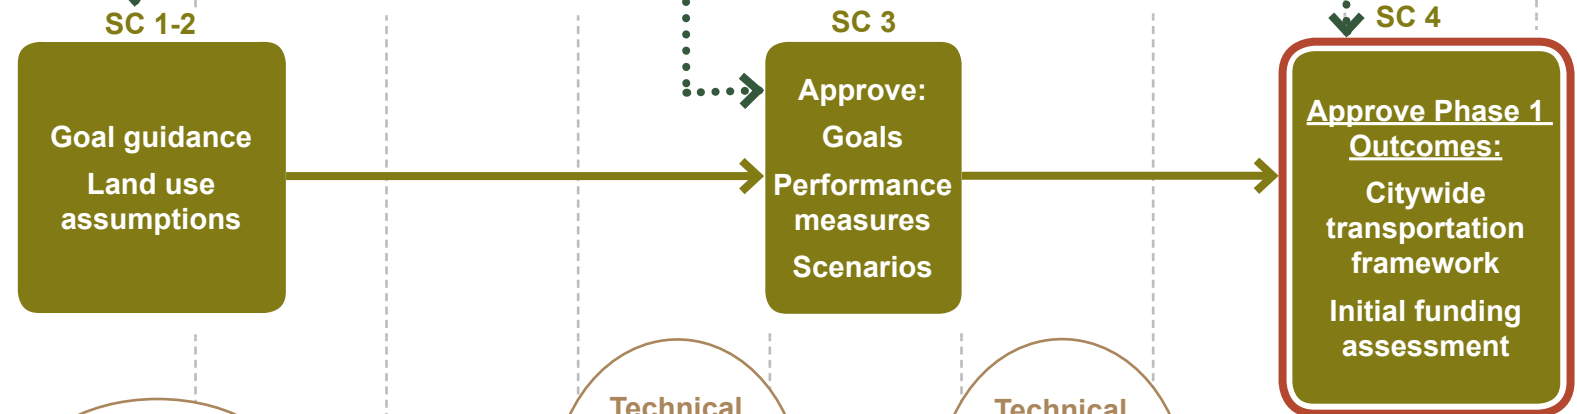 SC 1-2
Goal guidance
Land use
assumptions
SC 3
Approve:
Goals
Performance
measures
Scenarios
SC 4
Approve Phase 1
Outcomes:
Citywide
transportation
framework
Initial funding
assessment
Technical
Technical